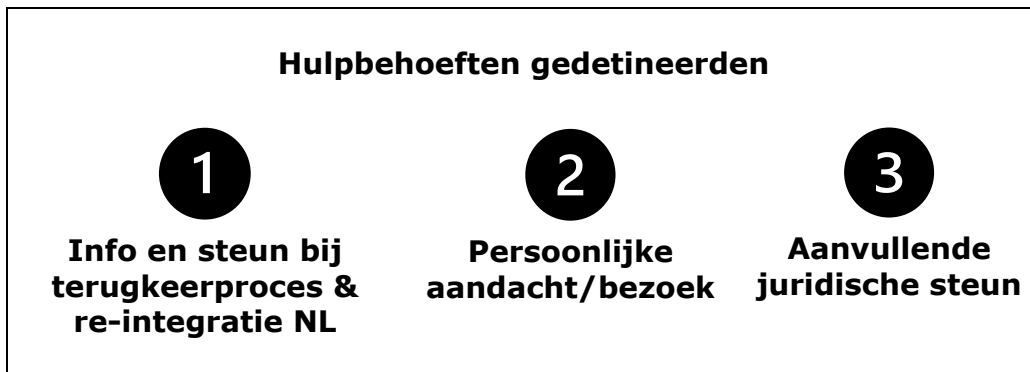 Hulpbehoeften gedetineerden
1
Info en steun bij
terugkeerproces &
re-integratie NL
2
Persoonlijke
aandacht/bezoek
3
Aanvullende
juridische steun